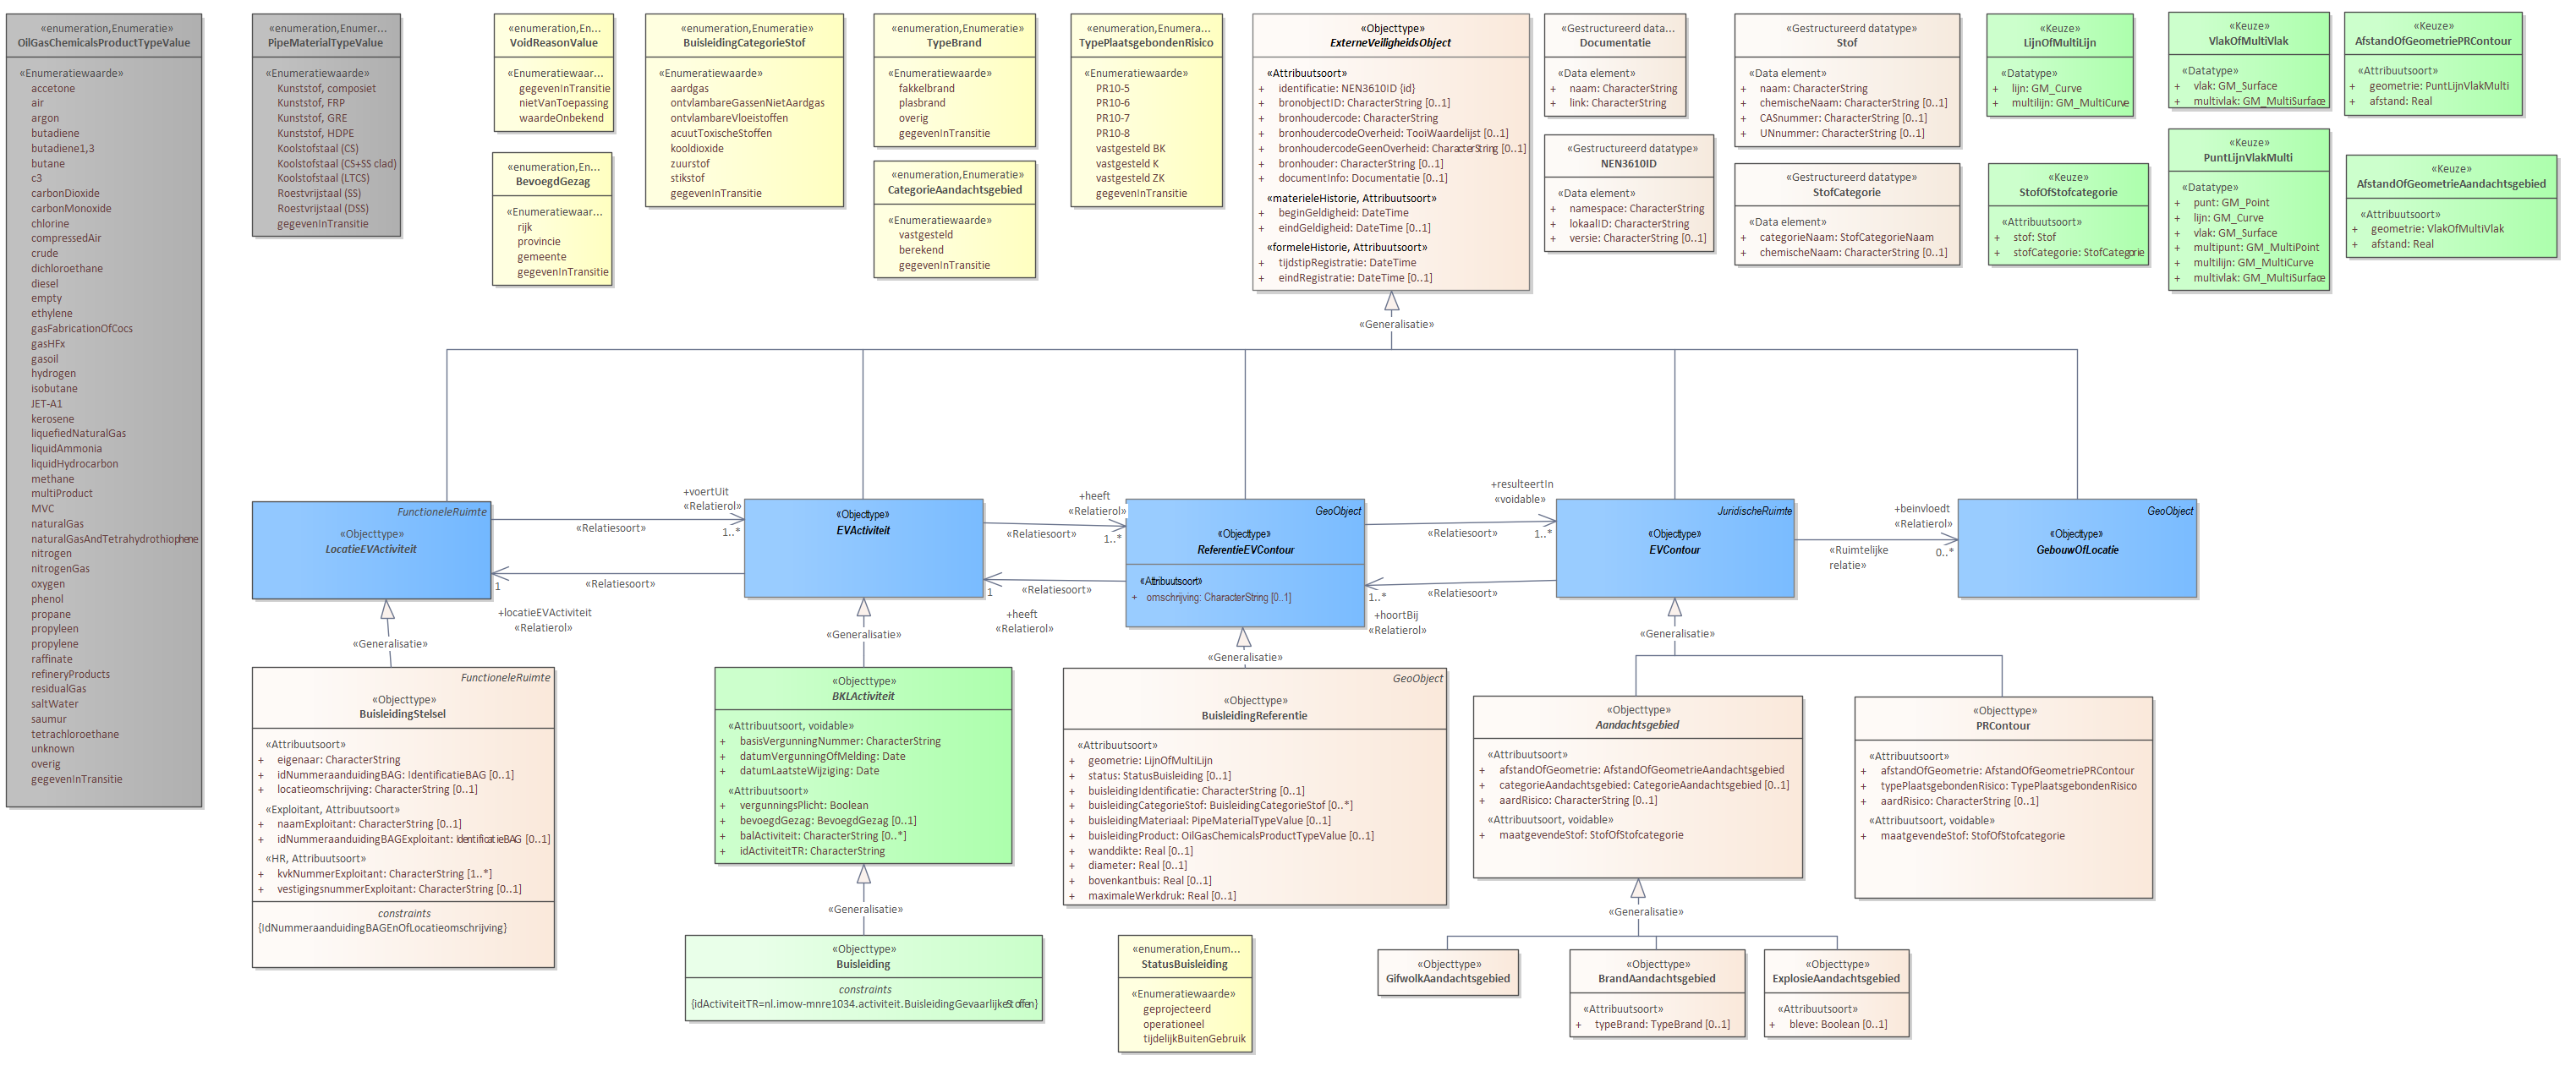 «enumeration,Enumeratie»
OilGasChemicalsProductTypeValue
«Enumeratiewaarde»
accetone
air
argon
butadiene
butadiene1,3
butane
c3
carbonDioxide
carbonMonoxide
chlorine
compressedAir
crude
dichloroethane
diesel
empty
ethylene
gasFabricationOfCocs
gasHFx
gasoil
hydrogen
isobutane
JET-A1
kerosene
liquefiedNaturalGas
liquidAmmonia
liquidHydrocarbon
methane
multiProduct
MVC
naturalGas
naturalGasAndTetrahydrothiophene
nitrogen
nitrogenGas
oxygen
phenol
propane
propyleen
propylene
raffinate
refineryProducts
residualGas
saltWater
saumur
tetrachloroethane
unknown
overig
gegevenInTransitie
«enumeration,Enumer...
PipeMaterialTypeValue
«Enumeratiewaarde»
Kunststof, composiet
Kunststof, FRP
Kunststof, GRE
Kunststof, HDPE
Koolstofstaal (CS)
Koolstofstaal (CS+SS clad)
Koolstofstaal (LTCS)
Roestvrijstaal (SS)
Roestvrijstaal (DSS)
gegevenInTransitie
«enumeration,En...
VoidReasonValue
«Enumeratiewaar...
gegevenInTransitie
nietVanToepassing
waardeOnbekend
«enumeration,En...
BevoegdGezag
«Enumeratiewaar...
rijk
provincie
gemeente
gegevenInTransitie
«enumeration,Enumeratie»
BuisleidingCategorieStof
«Enumeratiewaarde»
aardgas
ontvlambareGassenNietAardgas
ontvlambareVloeistoffen
acuutToxischeStoffen
kooldioxide
zuurstof
stikstof
gegevenInTransitie
«enumeration,Enumeratie»
TypeBrand
«Enumeratiewaarde»
fakkelbrand
plasbrand
overig
gegevenInTransitie
«enumeration,Enumeratie»
CategorieAandachtsgebied
«Enumeratiewaarde»
vastgesteld
berekend
gegevenInTransitie
«enumeration,Enumera...
TypePlaatsgebondenRisico
«Enumeratiewaarde»
PR10-5
PR10-6
PR10-7
PR10-8
vastgesteld BK
vastgesteld K
vastgesteld ZK
gegevenInTransitie
«Objecttype»
ExterneVeiligheidsObject
«Attribuutsoort»
+ identificatie: NEN3610ID {id}
+ bronobjectID: CharacterString [0..1]
+ bronhoudercode: CharacterString
+ bronhoudercodeOverheid: TooiWaardelijst [0..1]
+ bronhoudercodeGeenOverheid: CharacterString [0..1]
+ bronhouder: CharacterString [0..1]
+ documentInfo: Documentatie [0..1]
«materieleHistorie, Attribuutsoort»
+ beginGeldigheid: DateTime
+ eindGeldigheid: DateTime [0..1]
«formeleHistorie, Attribuutsoort»
+ tijdstipRegistratie: DateTime
+ eindRegistratie: DateTime [0..1]
«Gestructureerd data...
Documentatie
«Data element»
+ naam: CharacterString
+ link: CharacterString
«Gestructureerd datatype»
NEN3610ID
«Data element»
+ namespace: CharacterString
+ lokaalID: CharacterString
+ versie: CharacterString [0..1]
«Gestructureerd datatype»
Stof
«Data element»
+ naam: CharacterString
+ chemischeNaam: CharacterString [0..1]
+ CASnummer: CharacterString [0..1]
+ UNnummer: CharacterString [0..1]
«Gestructureerd datatype»
StofCategorie
«Data element»
+ categorieNaam: StofCategorieNaam
+ chemischeNaam: CharacterString [0..1]
«Keuze»
LijnOfMultiLijn
«Datatype»
+ lijn: GM_Curve
+ multilijn: GM_MultiCurve
«Keuze»
StofOfStofcategorie
«Attribuutsoort»
+ stof: Stof
+ stofCategorie: StofCategorie
«Keuze»
VlakOfMultiVlak
«Datatype»
+ vlak: GM_Surface
+ multivlak: GM_MultiSurface
«Keuze»
PuntLijnVlakMulti
«Datatype»
+ punt: GM_Point
+ lijn: GM_Curve
+ vlak: GM_Surface
+ multipunt: GM_MultiPoint
+ multilijn: GM_MultiCurve
+ multivlak: GM_MultiSurface
«Keuze»
AfstandOfGeometriePRContour
«Attribuutsoort»
+ geometrie: PuntLijnVlakMulti
+ afstand: Real
«Keuze»
AfstandOfGeometrieAandachtsgebied
«Attribuutsoort»
+ geometrie: VlakOfMultiVlak
+ afstand: Real
«Generalisatie»
FunctioneleRuimte
«Objecttype»
LocatieEVActiviteit
+voertUit
«Relatierol»
«Relatiesoort»
1..*
«Relatiesoort»
1
+locatieEVActiviteit
«Relatierol»
«Objecttype»
EVActiviteit
+heeft
«Relatierol»
«Relatiesoort»
1..*
«Relatiesoort»
1
+heeft
«Relatierol»
GeoObject
«Objecttype»
ReferentieEVContour
«Attribuutsoort»
+ omschrijving: CharacterString [0..1]
+resulteertIn
«voidable»
«Relatiesoort»
1..*
«Relatiesoort»
1..*
+hoortBij
«Relatierol»
JuridischeRuimte
«Objecttype»
EVContour
+beinvloedt
«Relatierol»
«Ruimtelijke
relatie»
0..*
GeoObject
«Objecttype»
GebouwOfLocatie
«Generalisatie»
«Generalisatie»
«Generalisatie»
«Generalisatie»
FunctioneleRuimte
«Objecttype»
BuisleidingStelsel
«Attribuutsoort»
+ eigenaar: CharacterString
+ idNummeraanduidingBAG: IdentificatieBAG [0..1]
+ locatieomschrijving: CharacterString [0..1]
«Exploitant, Attribuutsoort»
+ naamExploitant: CharacterString [0..1]
+ idNummeraanduidingBAGExploitant: IdentificatieBAG [0..1]
«HR, Attribuutsoort»
+ kvkNummerExploitant: CharacterString [1..*]
+ vestigingsnummerExploitant: CharacterString [0..1]
constraints
{IdNummeraanduidingBAGEnOfLocatieomschrijving}
«Objecttype»
BKLActiviteit
«Attribuutsoort, voidable»
+ basisVergunningNummer: CharacterString
+ datumVergunningOfMelding: Date
+ datumLaatsteWijziging: Date
«Attribuutsoort»
+ vergunningsPlicht: Boolean
+ bevoegdGezag: BevoegdGezag [0..1]
+ balActiviteit: CharacterString [0..*]
+ idActiviteitTR: CharacterString
«Generalisatie»
«Objecttype»
Buisleiding
constraints
{idActiviteitTR=nl.imow-mnre1034.activiteit.BuisleidingGevaarlijkeStoffen}
GeoObject
«Objecttype»
BuisleidingReferentie
«Attribuutsoort»
+ geometrie: LijnOfMultiLijn
+ status: StatusBuisleiding [0..1]
+ buisleidingIdentificatie: CharacterString [0..1]
+ buisleidingCategorieStof: BuisleidingCategorieStof [0..*]
+ buisleidingMateriaal: PipeMaterialTypeValue [0..1]
+ buisleidingProduct: OilGasChemicalsProductTypeValue [0..1]
+ wanddikte: Real [0..1]
+ diameter: Real [0..1]
+ bovenkantbuis: Real [0..1]
+ maximaleWerkdruk: Real [0..1]
«enumeration,Enum...
StatusBuisleiding
«Enumeratiewaarde»
geprojecteerd
operationeel
tijdelijkBuitenGebruik
«Objecttype»
Aandachtsgebied
«Attribuutsoort»
+ afstandOfGeometrie: AfstandOfGeometrieAandachtsgebied
+ categorieAandachtsgebied: CategorieAandachtsgebied [0..1]
+ aardRisico: CharacterString [0..1]
«Attribuutsoort, voidable»
+ maatgevendeStof: StofOfStofcategorie
«Objecttype»
PRContour
«Attribuutsoort»
+ afstandOfGeometrie: AfstandOfGeometriePRContour
+ typePlaatsgebondenRisico: TypePlaatsgebondenRisico
+ aardRisico: CharacterString [0..1]
«Attribuutsoort, voidable»
+ maatgevendeStof: StofOfStofcategorie
«Generalisatie»
«Objecttype»
GifwolkAandachtsgebied
«Objecttype»
BrandAandachtsgebied
«Attribuutsoort»
+ typeBrand: TypeBrand [0..1]
«Objecttype»
ExplosieAandachtsgebied
«Attribuutsoort»
+ bleve: Boolean [0..1]